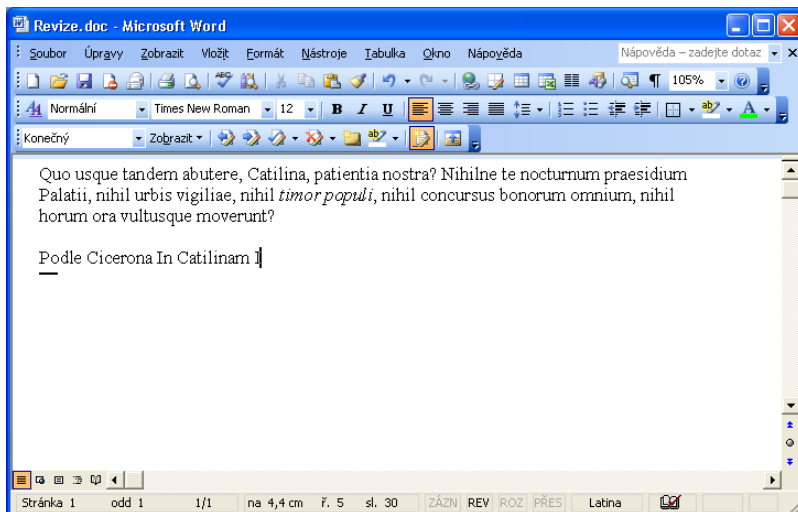 Revize.doc - Microsoft Word
Soubor Úpravy Zobrazit Vložit Formát Nástroje Tabulka Okno Nápověda Nápověda – zadejte dotaz
105%
Normální Times New Roman 12 B I U
Konečný Zobrazit
Quo usque tandem abutere, Catilina, patientia nostra? Nihilne te nocturnum praesidium
Palatii, nihil urbis vigiliae, nihil timor populi, nihil concursus bonorum omnium, nihil
horum ora vultusque moverunt?
Podle Cicerona In Catilinam I
Stránka 1 odd 1 1/1 na 4,4 cm ř. 5 sl. 30 ZÁZN REV ROZ PŘES Latina